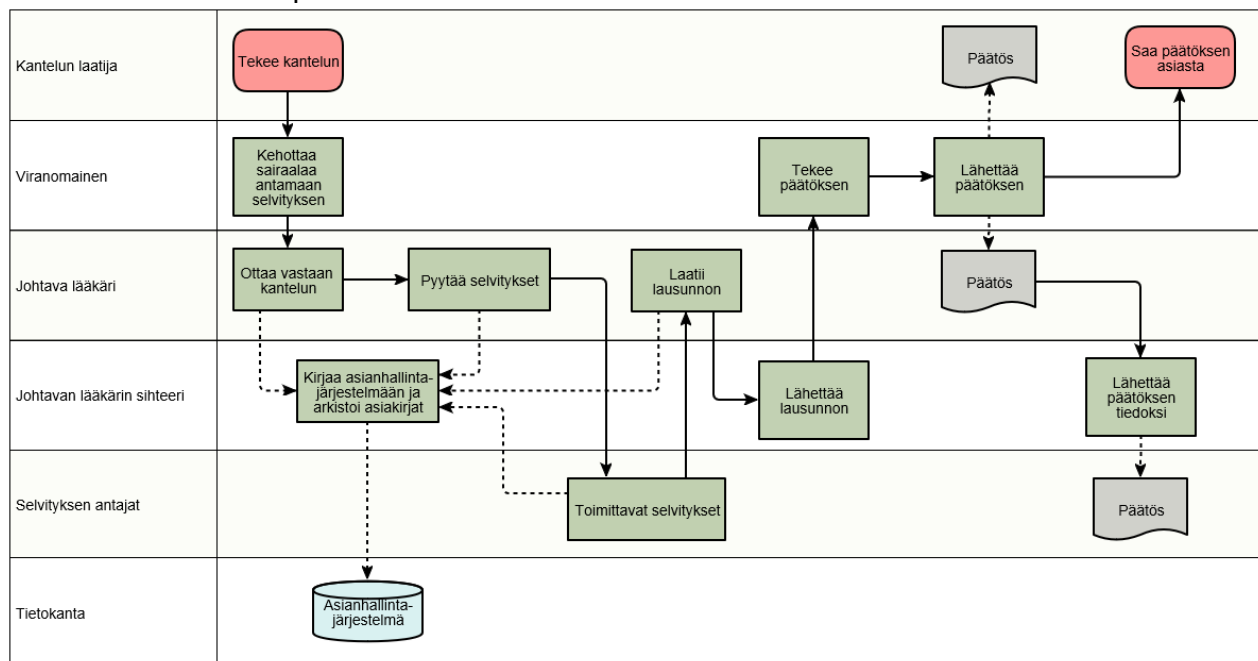 Kantelun laatija
Tekee kantelun
Päätös
Saa päätöksen
asiasta
Viranomainen
Kehottaa
sairaalaa
antamaan
selvityksen
Tekee
päätöksen
Lähettää
päätöksen
Johtava lääkäri
Ottaa vastaan
kantelun
Pyytää selvitykset
Laatii
lausunnon
Päätös
Johtavan lääkärin sihteeri
Kirjaa asianhallinta-
järjestelmään ja
arkistoi asiakirjat
Lähettää
lausunnon
Lähettää
päätöksen
tiedoksi
Selvityksen antajat
Toimittavat selvitykset
Päätös
Tietokanta
Asianhallinta-
järjestelmä